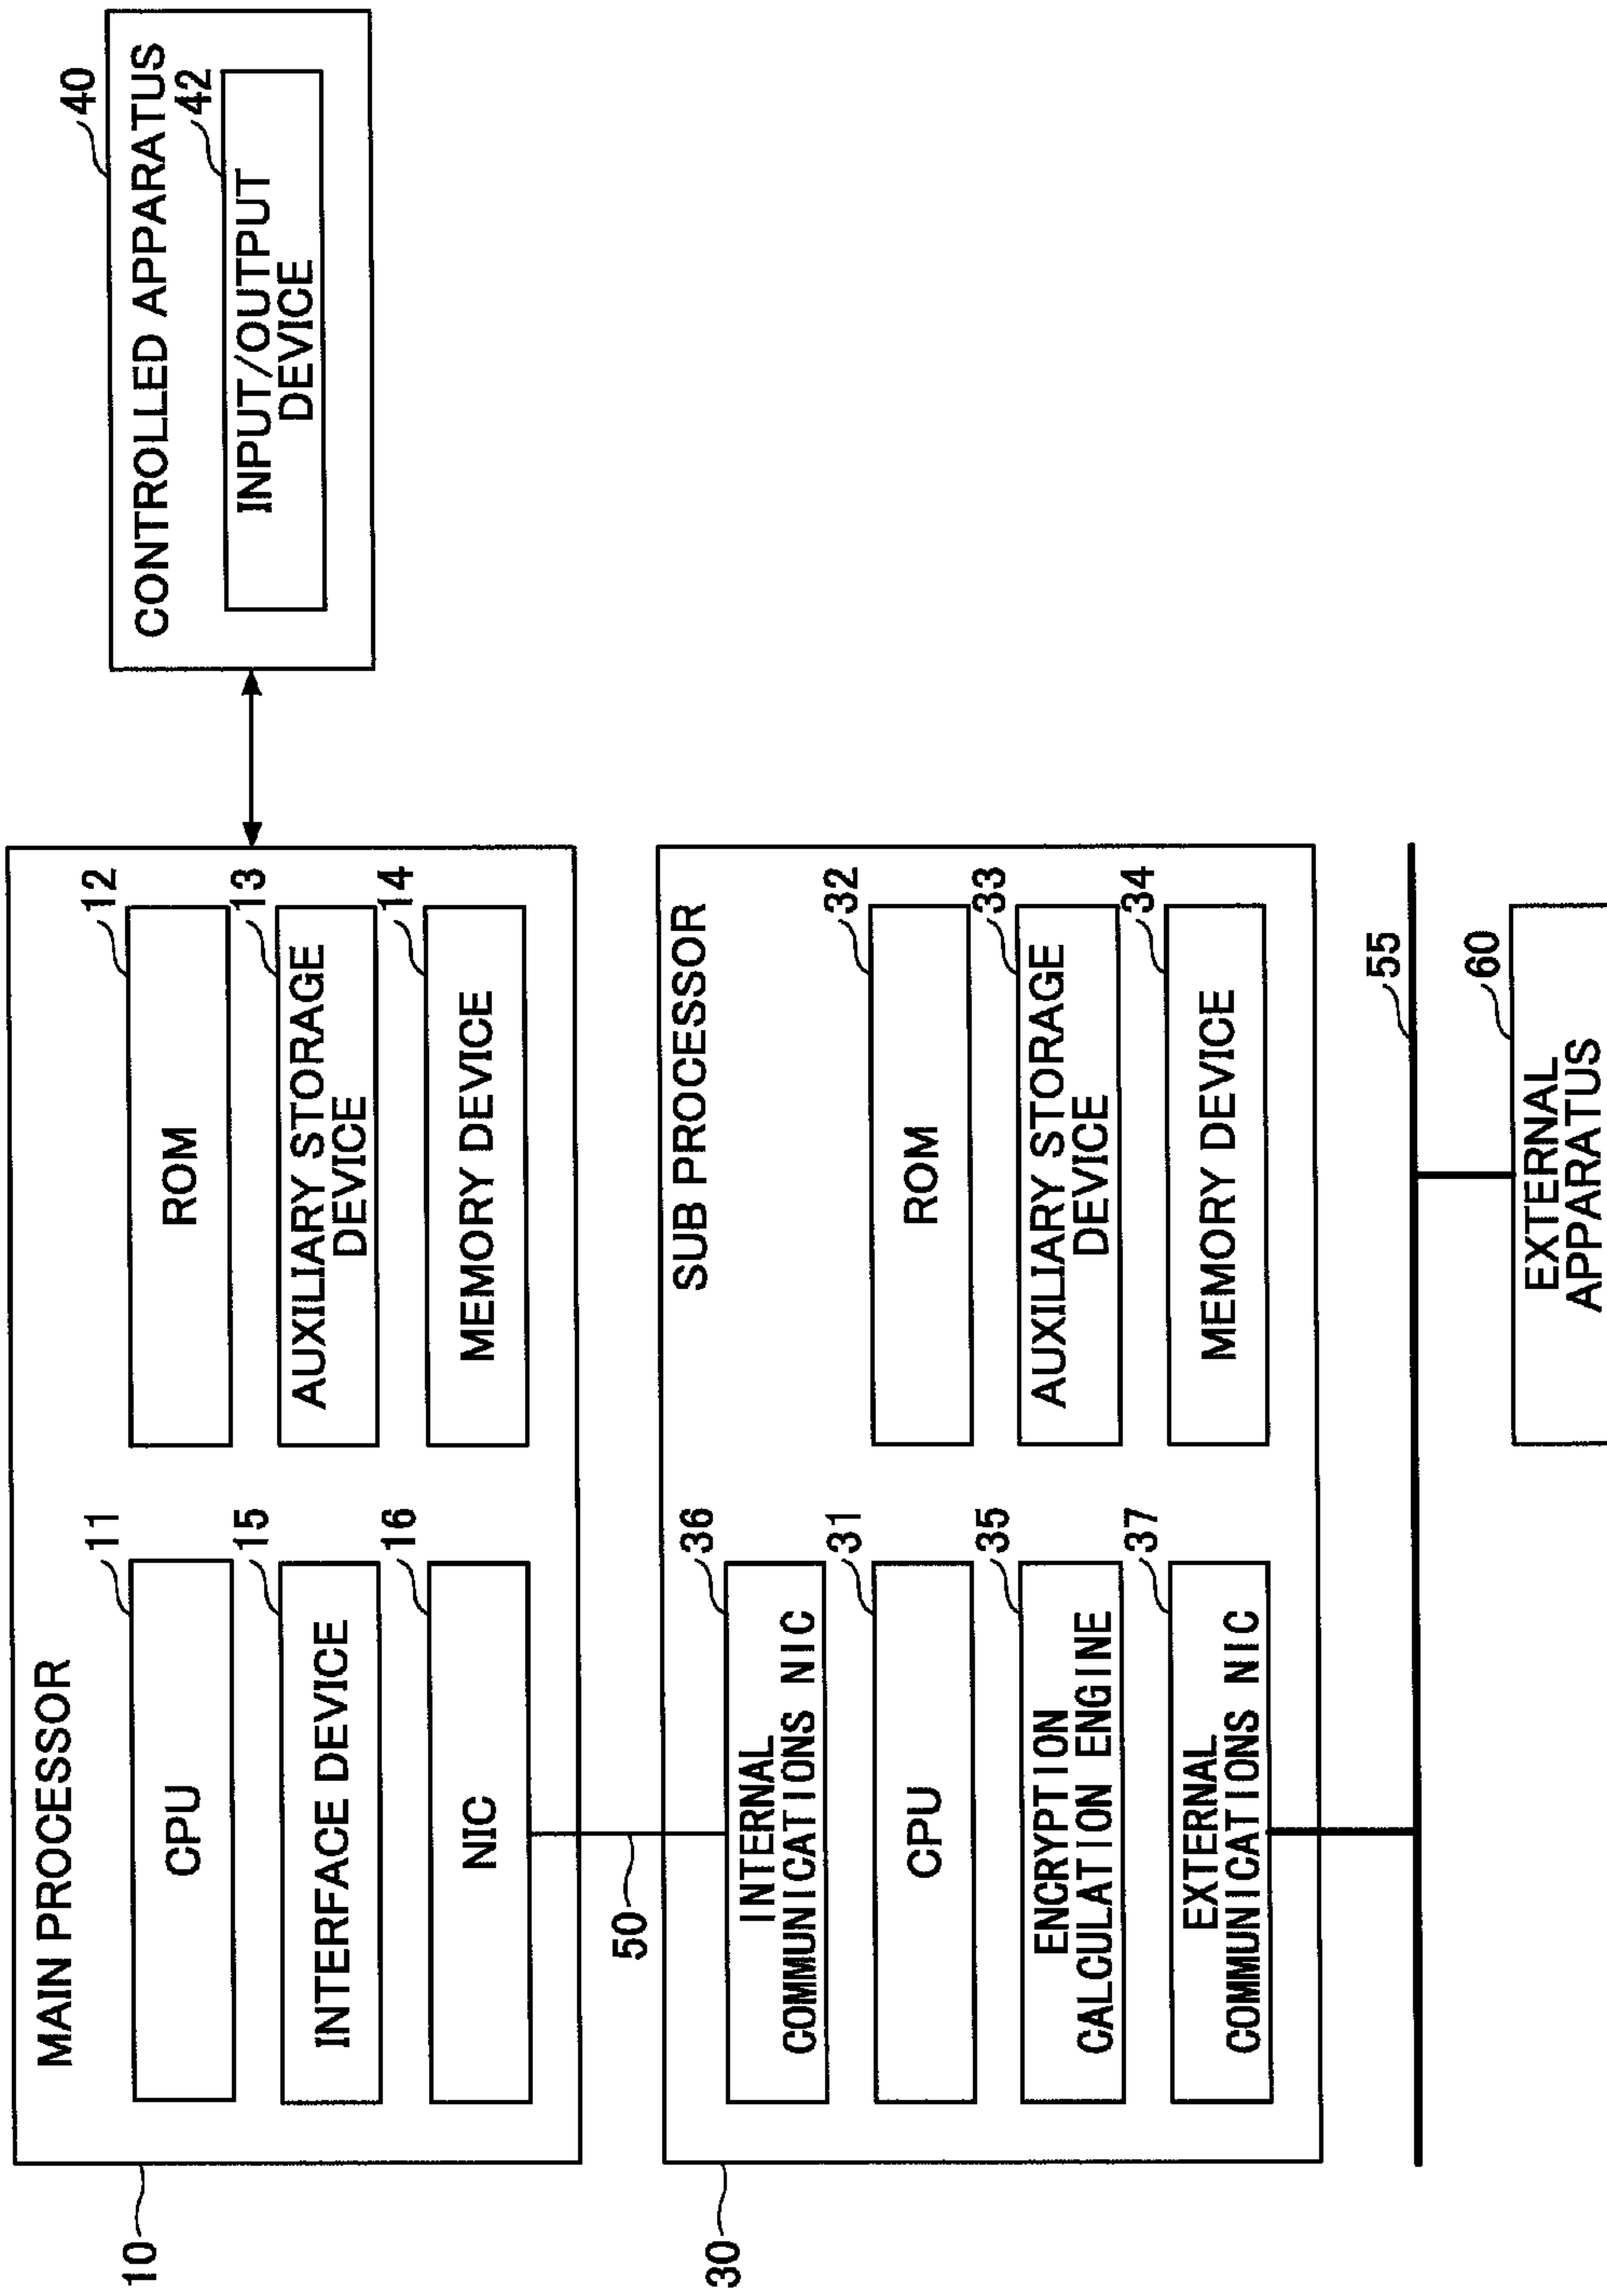 10
MAIN PROCESSOR
11
CPU
12
ROM
15
INTERFACE DEVICE
13
AUXILIARY STORAGE
DEVICE
16
NIC
14
MEMORY DEVICE
40
CONTROLLED APPARATUS
42
INPUT/OUTPUT
DEVICE
50
30
SUB PROCESSOR
36
INTERNAL
COMMUNICATIONS NIC
31
CPU
32
ROM
35
ENCRYPTION
CALCULATION ENGINE
33
AUXILIARY STORAGE
DEVICE
37
EXTERNAL
COMMUNICATIONS NIC
34
MEMORY DEVICE
55
60
EXTERNAL
APPARATUS